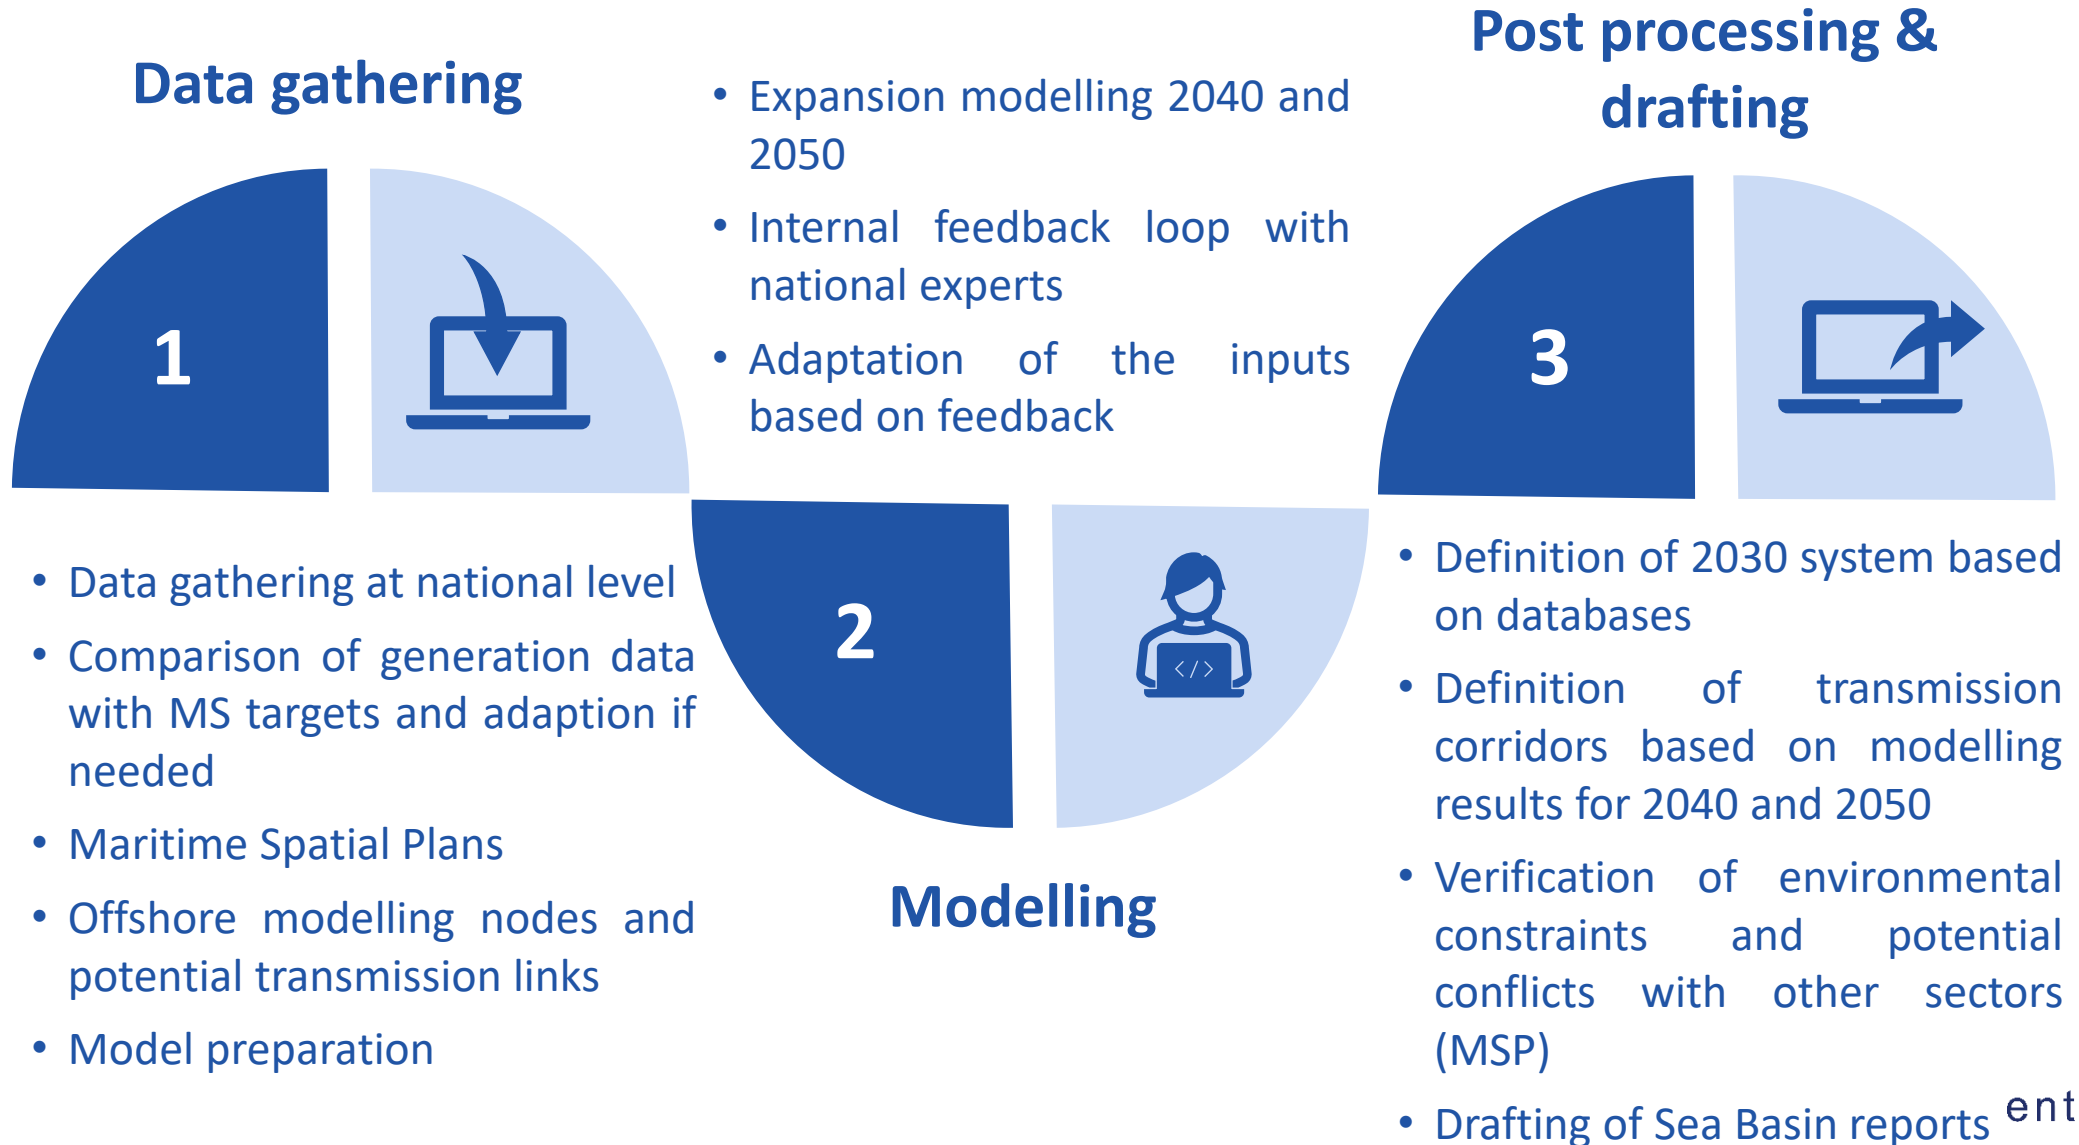 Data gathering
1
• Data gathering at national level
• Comparison of generation data
with MS targets and adaption if
needed
• Maritime Spatial Plans
• Offshore modelling nodes and
potential transmission links
• Model preparation
• Expansion modelling 2040 and
2050
• Internal feedback loop with
national experts
• Adaptation of the inputs
based on feedback
2
</>
Modelling
Post processing &
drafting
3
• Definition of 2030 system based
on databases
• Definition of transmission
corridors based on modelling
results for 2040 and 2050
• Verification of environmental
constraints and potential
conflicts with other sectors
(MSP)
• Drafting of Sea Basin reports
ent